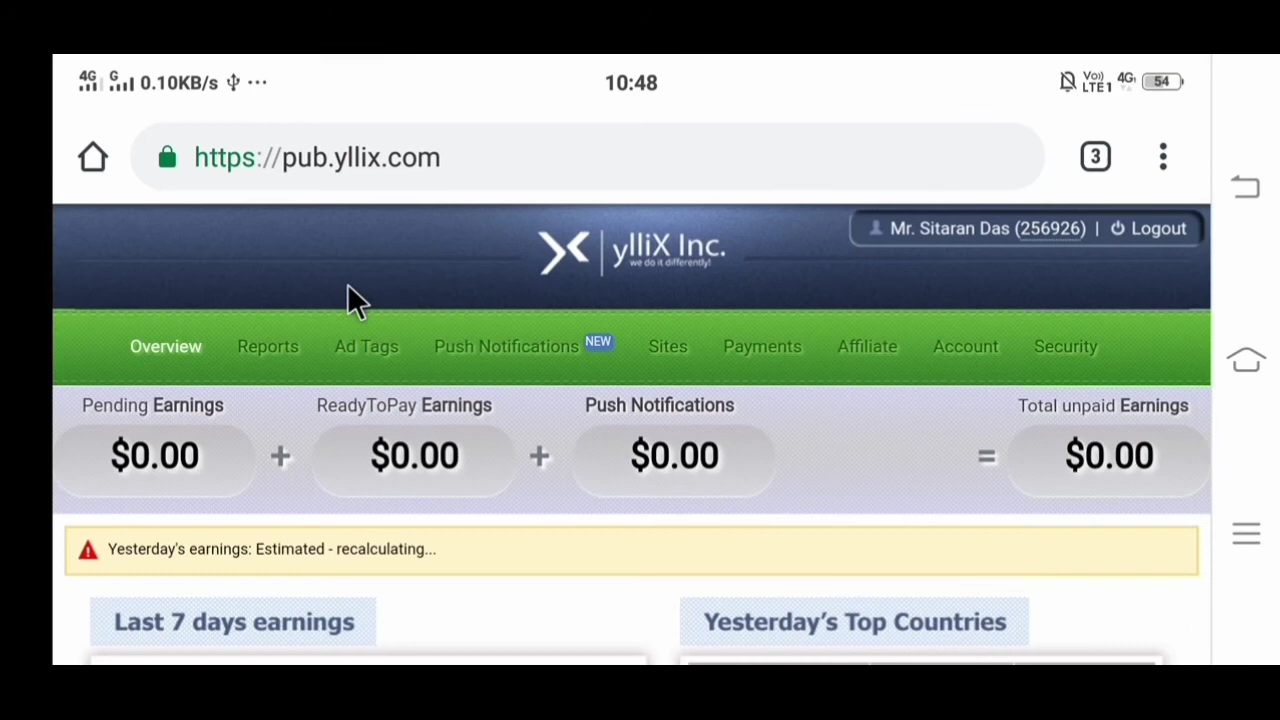 4G G 0.10KB/s ··· 10:48 Vo)) LTE1 4G 54
https://pub.yllix.com 3
Mr. Sitaran Das (256926) | Logout
ylliX Inc.
we do it differently!
Overview Reports Ad Tags Push Notifications NEW Sites Payments Affiliate Account Security
Pending Earnings ReadyToPay Earnings Push Notifications Total unpaid Earnings
$0.00 + $0.00 + $0.00 = $0.00
Yesterday's earnings: Estimated - recalculating...
Last 7 days earnings Yesterday's Top Countries